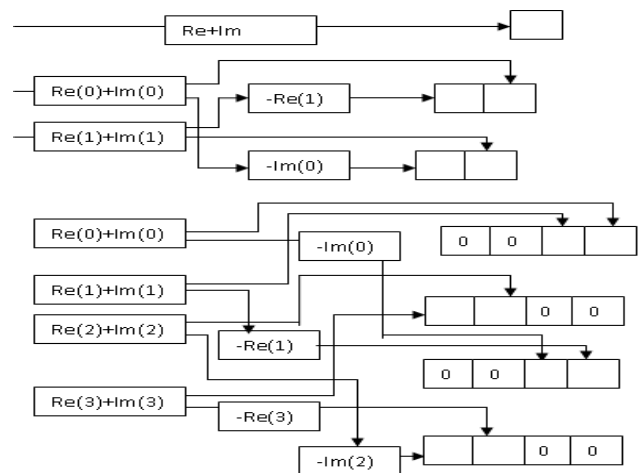 Re+Im
Re(0)+Im(0)
-Re(1)
Re(1)+Im(1)
-Im(0)
Re(0)+Im(0)
-Im(0)
0 0
Re(1)+Im(1)
0 0
Re(2)+Im(2)
-Re(1)
0 0
Re(3)+Im(3)
-Re(3)
0 0
-Im(2)